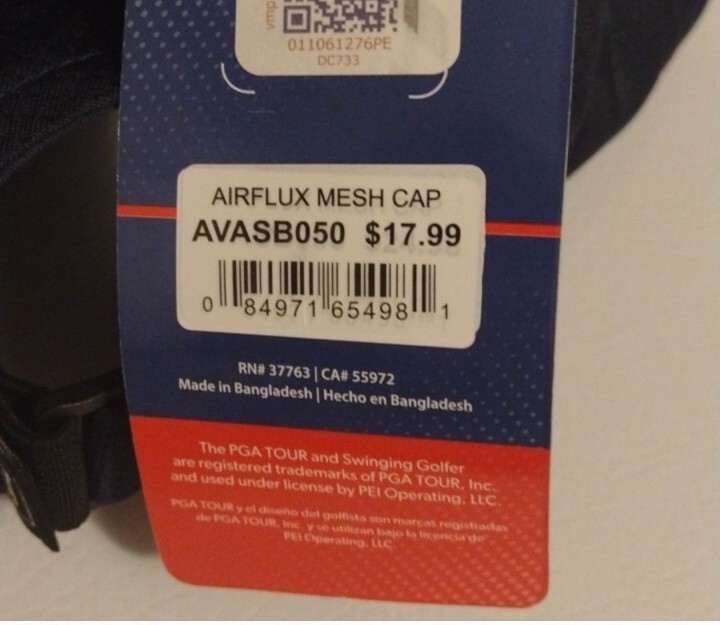 vmp
011061276PE
DC733
AIRFLUX MESH CAP
AVASB050 $17.99
0 84971 65498 1
RN# 37763 | CA# 55972
Made in Bangladesh | Hecho en Bangladesh
The PGA TOUR and Swinging Golfer
are registered trademarks of PGA TOUR, Inc.
and used under license by PEI Operating, LLC.
PGA TOUR y el diseño del golfista son marcas registradas
de PGA TOUR, Inc. y se utilizan bajo la licencia de
PEI Operating, LLC.